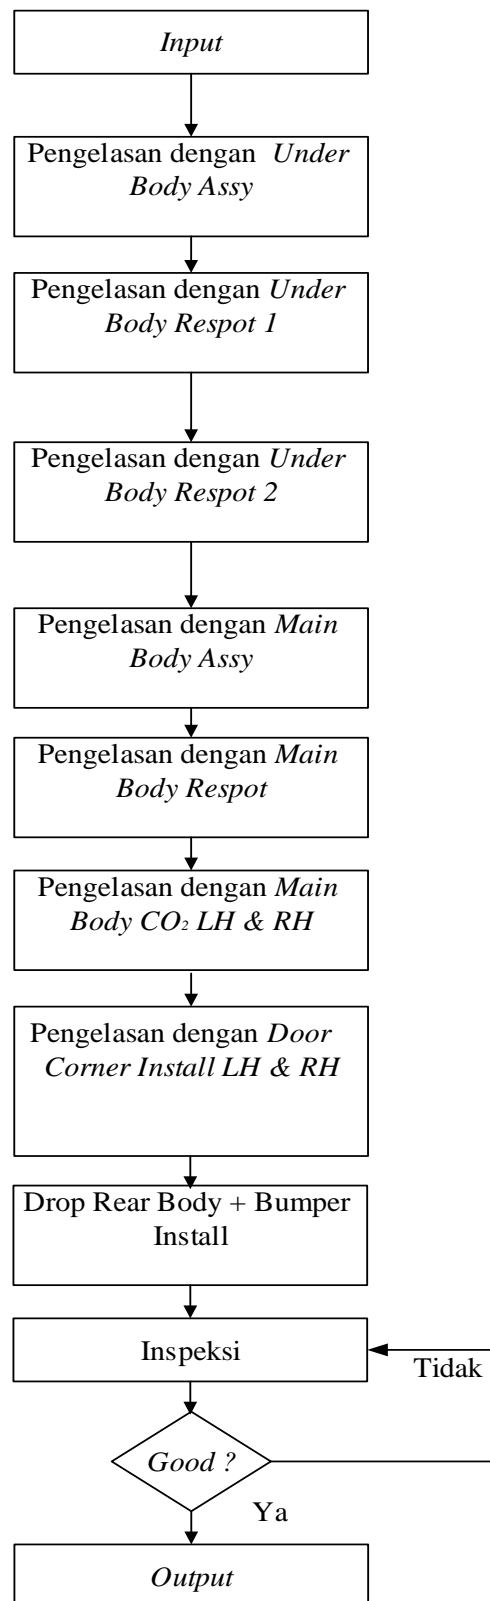 Input
Pengelasan dengan Under
Body Assy
Pengelasan dengan Under
Body Respot 1
Pengelasan dengan Under
Body Respot 2
Pengelasan dengan Main
Body Assy
Pengelasan dengan Main
Body Respot
Pengelasan dengan Main
Body CO₂ LH & RH
Pengelasan dengan Door
Corner Install LH & RH
Drop Rear Body + Bumper
Install
Inspeksi
Tidak
Good ?
Ya
Output